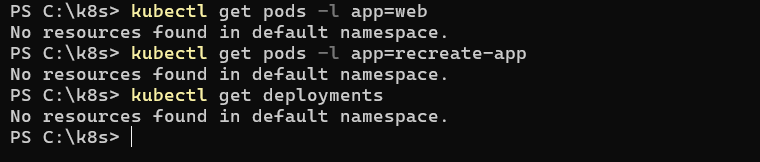 PS C:\k8s> kubectl get pods -l app=web
No resources found in default namespace.
PS C:\k8s> kubectl get pods -l app=recreate-app
No resources found in default namespace.
PS C:\k8s> kubectl get deployments
No resources found in default namespace.
PS C:\k8s>